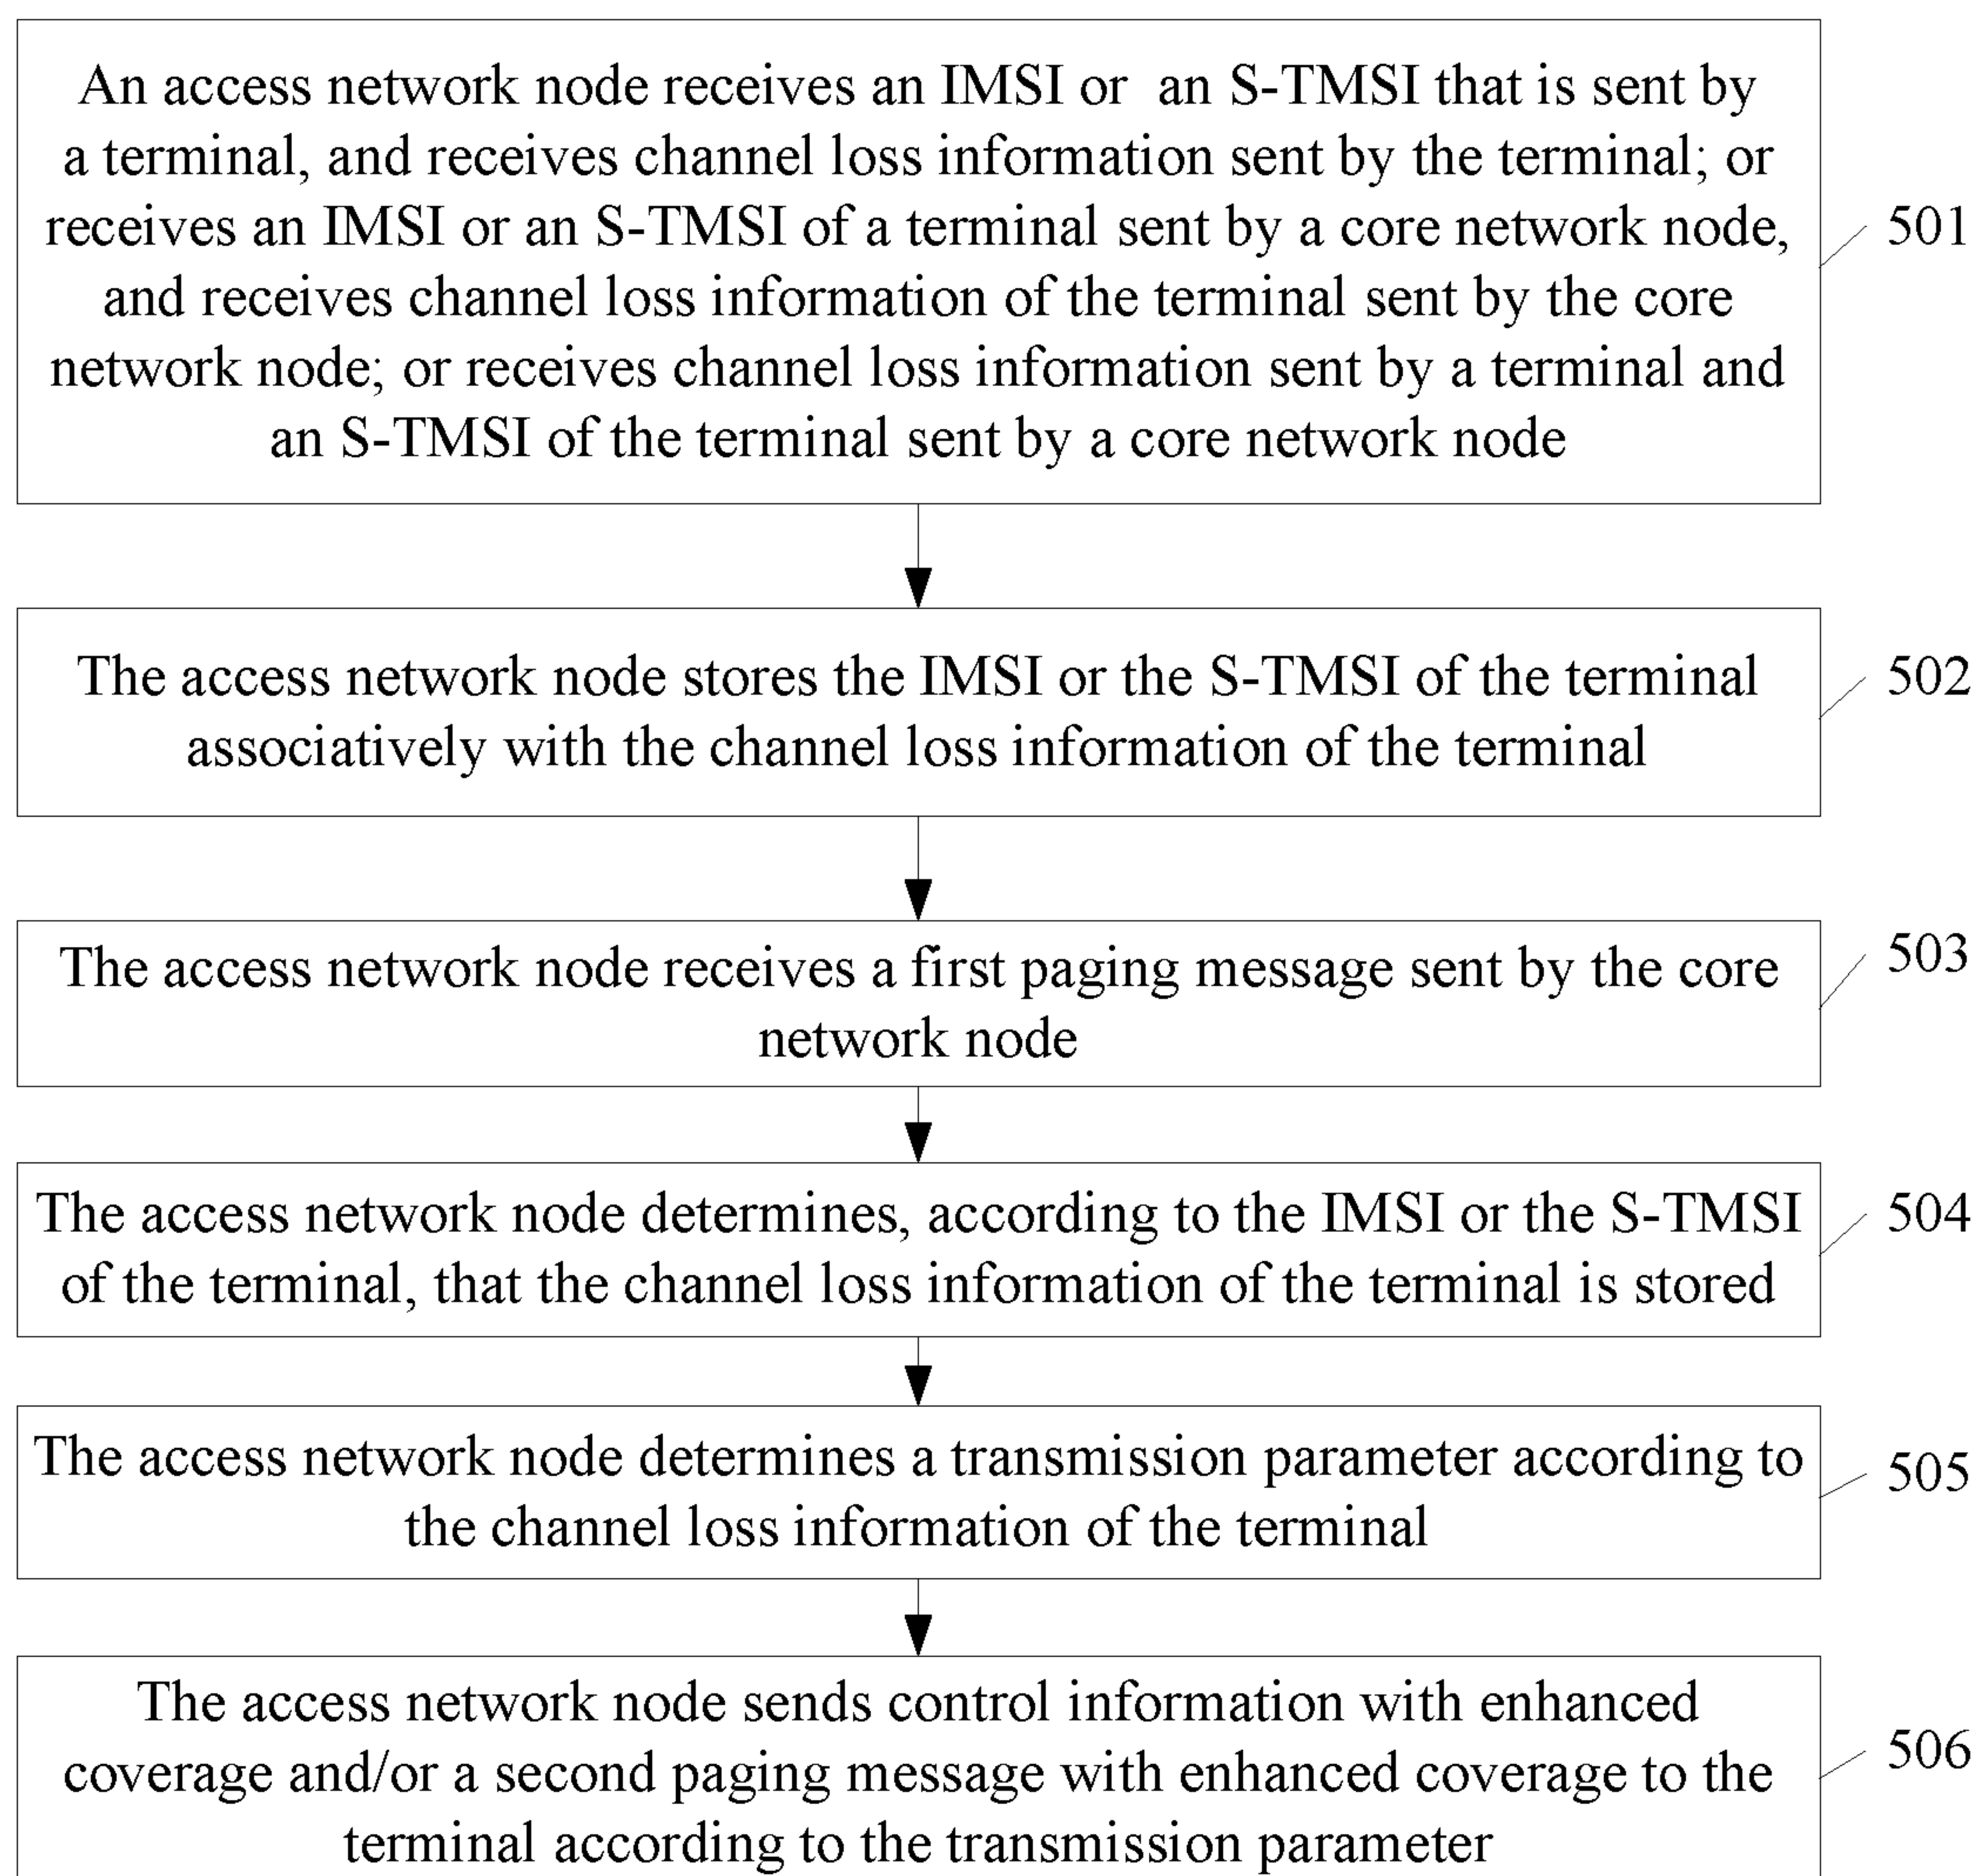 An access network node receives an IMSI or an S-TMSI that is sent by
a terminal, and receives channel loss information sent by the terminal; or
receives an IMSI or an S-TMSI of a terminal sent by a core network node,
and receives channel loss information of the terminal sent by the core
network node; or receives channel loss information sent by a terminal and
an S-TMSI of the terminal sent by a core network node
501
The access network node stores the IMSI or the S-TMSI of the terminal
associatively with the channel loss information of the terminal
502
The access network node receives a first paging message sent by the core
network node
503
The access network node determines, according to the IMSI or the S-TMSI
of the terminal, that the channel loss information of the terminal is stored
504
The access network node determines a transmission parameter according to
the channel loss information of the terminal
505
The access network node sends control information with enhanced
coverage and/or a second paging message with enhanced coverage to the
terminal according to the transmission parameter
506